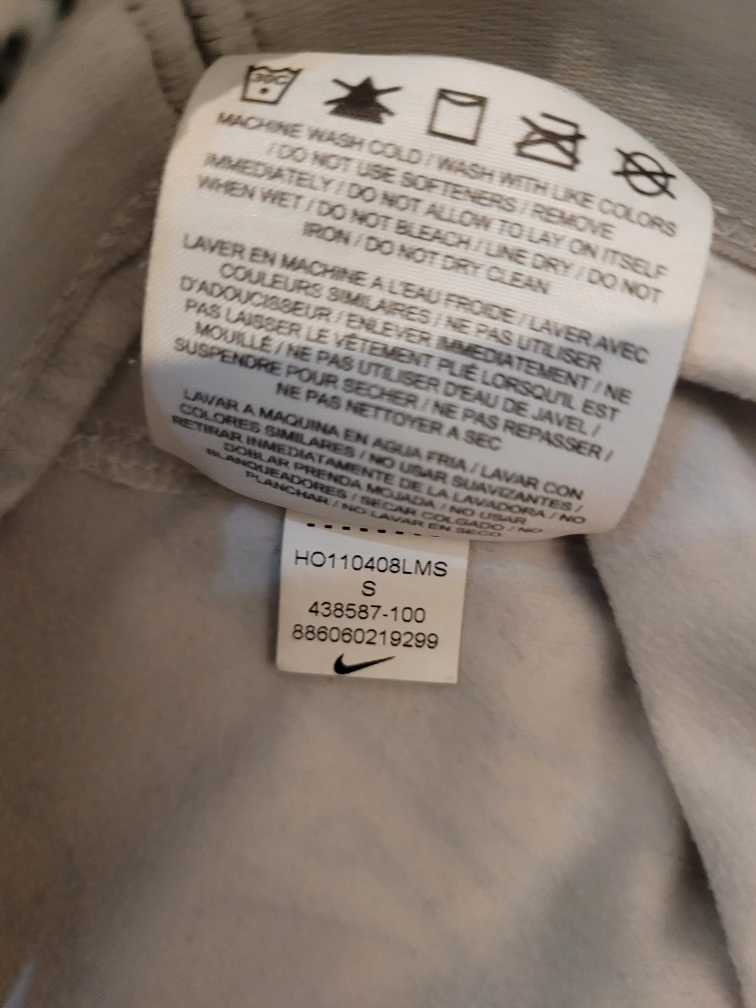 30C
MACHINE WASH COLD / WASH WITH LIKE COLORS
/ DO NOT USE SOFTENERS / REMOVE
IMMEDIATELY / DO NOT ALLOW TO LAY ON ITSELF
WHEN WET / DO NOT BLEACH / LINE DRY / DO NOT
IRON / DO NOT DRY CLEAN
LAVER EN MACHINE A L'EAU FROIDE / LAVER AVEC
COULEURS SIMILAIRES / NE PAS UTILISER
D'ADOUCISSEUR / ENLEVER IMMEDIATEMENT / NE
PAS LAISSER LE VÊTEMENT PLIÉ LORSQU'IL EST
MOUILLÉ / NE PAS UTILISER D'EAU DE JAVEL /
SUSPENDRE POUR SECHER / NE PAS REPASSER /
NE PAS NETTOYER A SEC
LAVAR A MAQUINA EN AGUA FRIA / LAVAR CON
COLORES SIMILARES / NO USAR SUAVIZANTES /
RETIRAR INMEDIATAMENTE DE LA LAVADORA / NO
DOBLAR PRENDA MOJADA / NO USAR
BLANQUEADORES / SECAR COLGADO / NO
PLANCHAR / NO LAVAR EN SECO
HO110408LMS
S
438587-100
886060219299